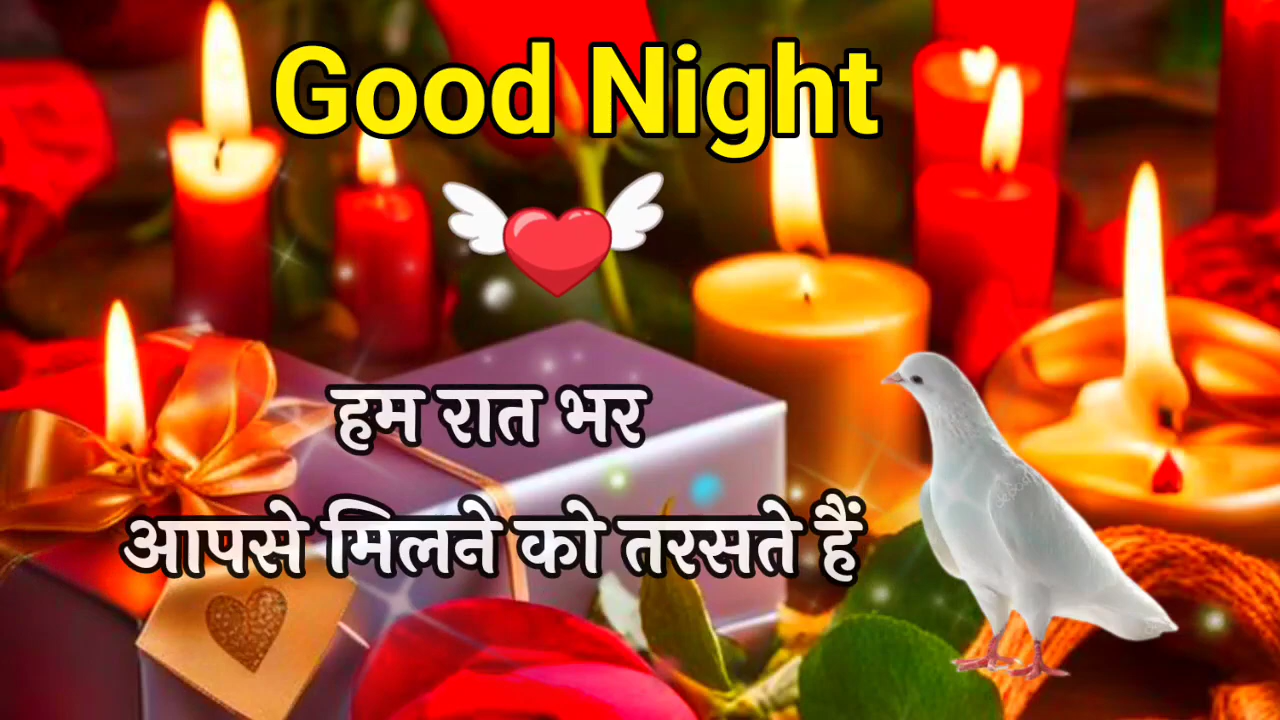 Good Night
हम रात भर
आपसे मिलने को तरसते हैं